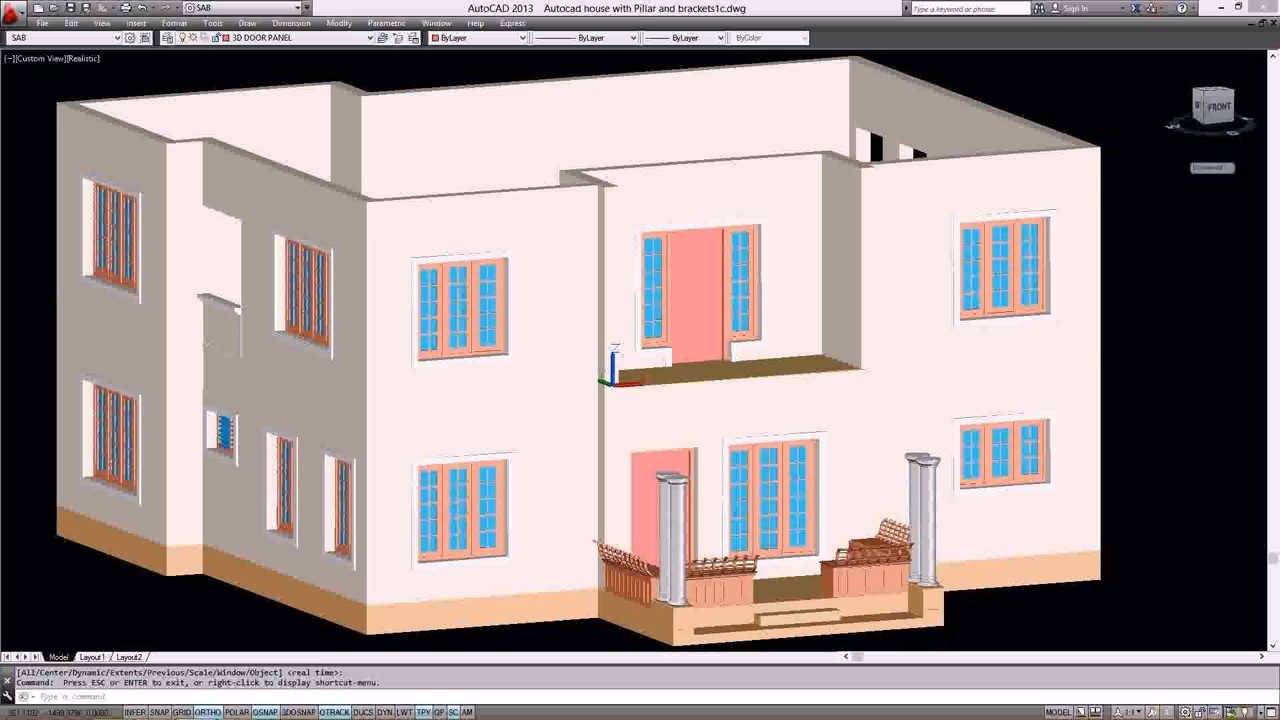 SAB
AutoCAD 2013 Autocad house with Pillar and brackets1c.dwg
Type a keyword or phrase
Sign In
File Edit View Insert Format Tools Draw Dimension Modify Parametric Window Help Express
SAB
3D DOOR PANEL
ByLayer
ByLayer
ByLayer
ByColor
[−][Custom View][Realistic]
FRONT
Z
Model Layout1 Layout2
[All/Center/Dynamic/Extents/Previous/Scale/Window/Object] <real time>:
Command: Press ESC or ENTER to exit, or right-click to display shortcut-menu.
Type a command
INFER SNAP GRID ORTHO POLAR OSNAP 3DOSNAP OTRACK DUCS DYN LWT TPY QP SC AM
MODEL
1:1